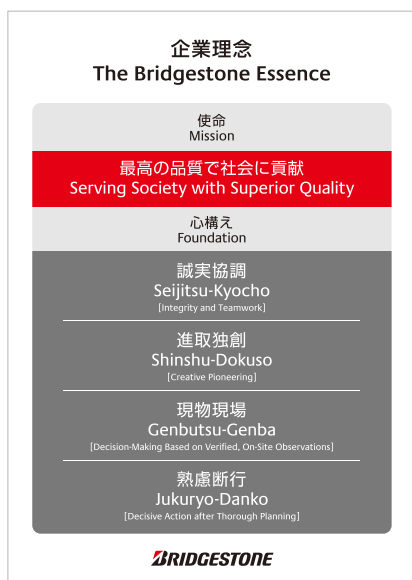 企業理念
The Bridgestone Essence
使命
Mission
最高の品質で社会に貢献
Serving Society with Superior Quality
心構え
Foundation
誠実協調
Seijitsu-Kyocho
[Integrity and Teamwork]
進取独創
Shinshu-Dokuso
[Creative Pioneering]
現物現場
Genbutsu-Genba
[Decision-Making Based on Verified, On-Site Observations]
熟慮断行
Jukuryo-Danko
[Decisive Action after Thorough Planning]
BRIDGESTONE